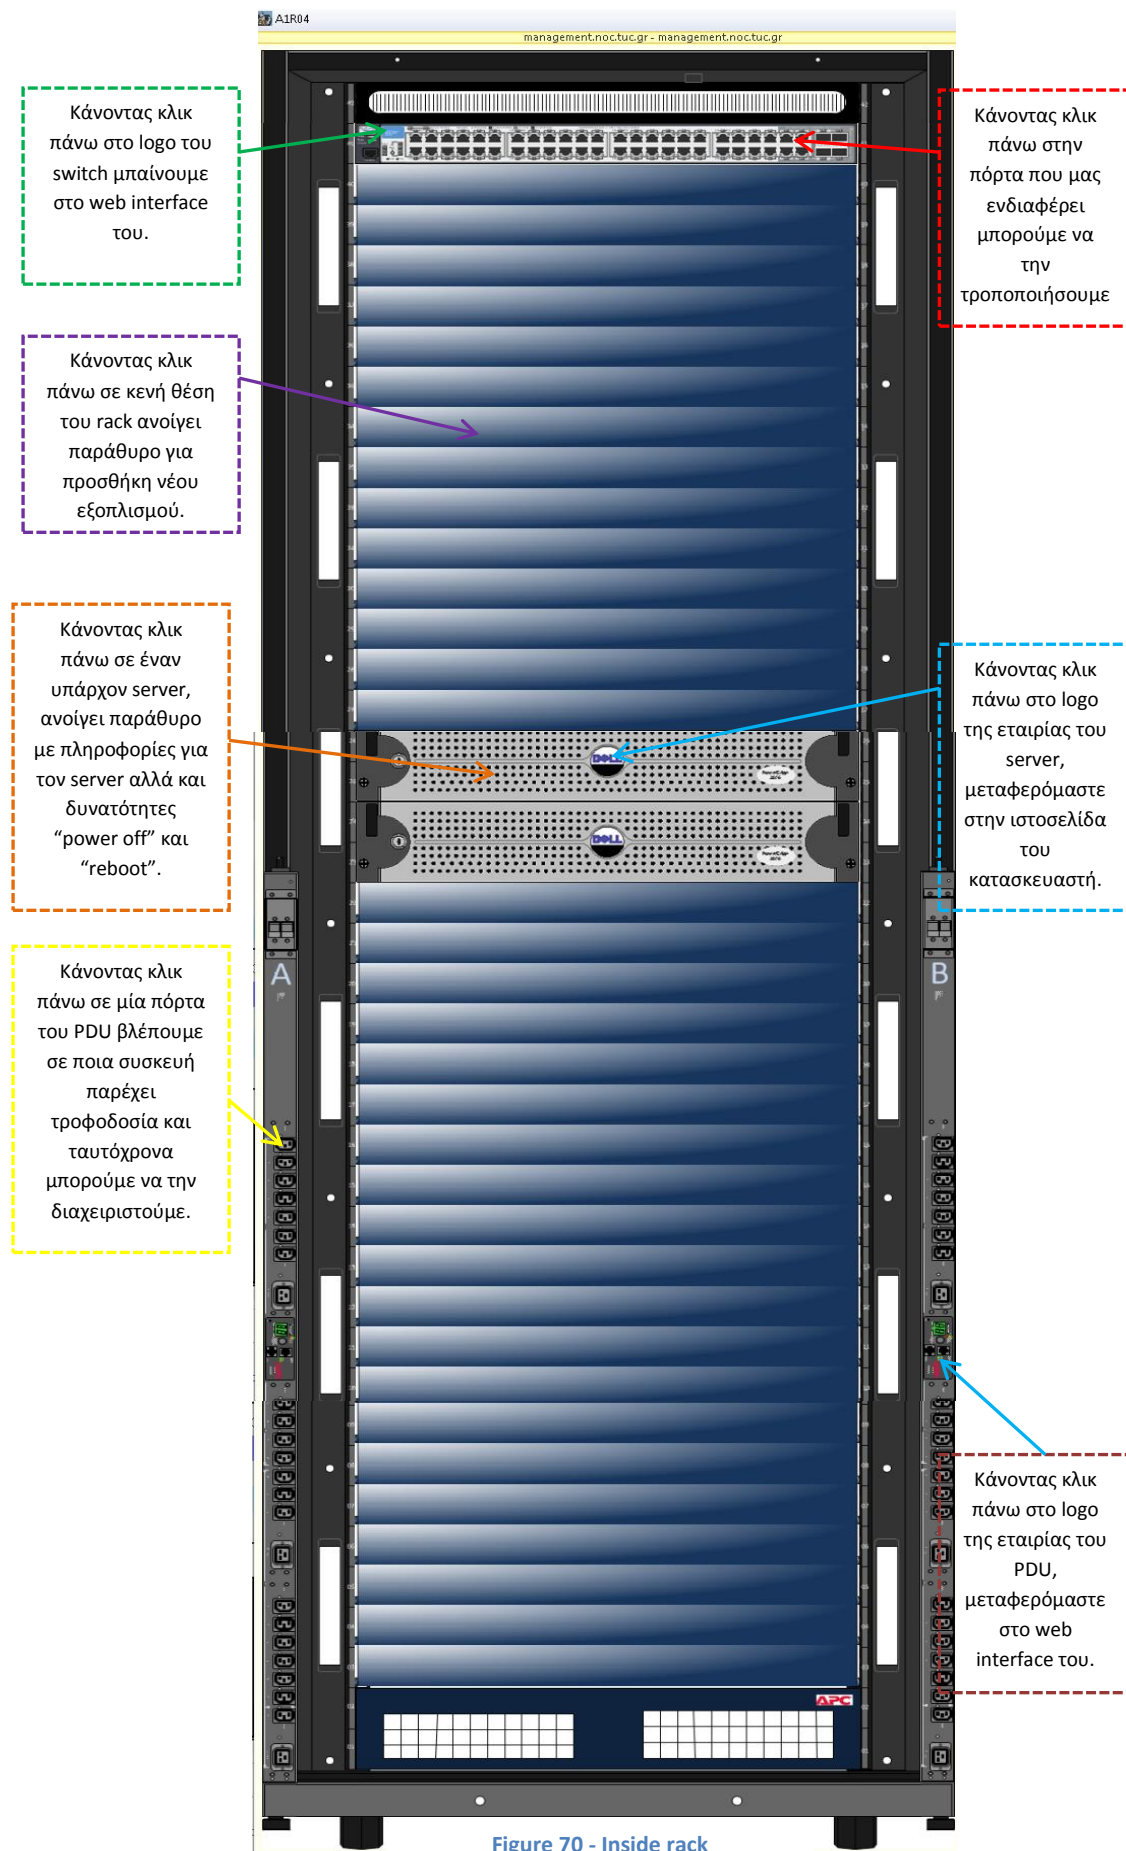 A1R04
management.noc.tuc.gr - management.noc.tuc.gr
Κάνοντας κλικ
πάνω στο logo του
switch μπαίνουμε
στο web interface
του.
Κάνοντας κλικ
πάνω στην
πόρτα που μας
ενδιαφέρει
μπορούμε να
την
τροποποιήσουμε
Κάνοντας κλικ
πάνω σε κενή θέση
του rack ανοίγει
παράθυρο για
προσθήκη νέου
εξοπλισμού.
Κάνοντας κλικ
πάνω σε έναν
υπάρχον server,
ανοίγει παράθυρο
με πληροφορίες για
τον server αλλά και
δυνατότητες
“power off” και
“reboot”.
Κάνοντας κλικ
πάνω στο logo
της εταιρίας του
server,
μεταφερόμαστε
στην ιστοσελίδα
του
κατασκευαστή.
DELL
DELL
A
B
Κάνοντας κλικ
πάνω σε μία πόρτα
του PDU βλέπουμε
σε ποια συσκευή
παρέχει
τροφοδοσία και
ταυτόχρονα
μπορούμε να την
διαχειριστούμε.
Κάνοντας κλικ
πάνω στο logo
της εταιρίας του
PDU,
μεταφερόμαστε
στο web
interface του.
APC
Figure 70 - Inside rack